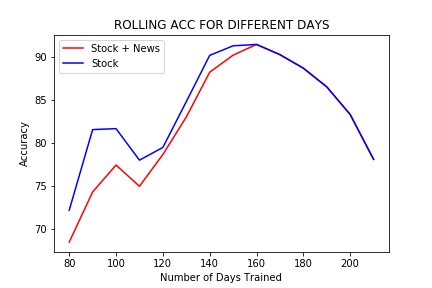 ROLLING ACC FOR DIFFERENT DAYS
Stock + News
Stock
Accuracy
90
85
80
75
70
80 100 120 140 160 180 200
Number of Days Trained